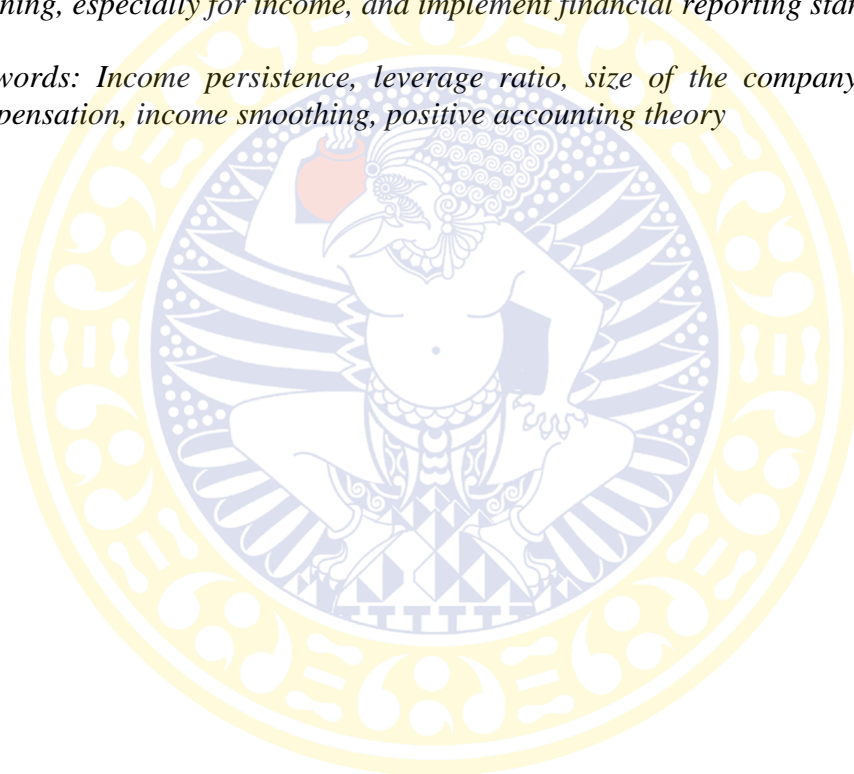 ning, especially for income, and implement financial reporting stan
words: Income persistence, leverage ratio, size of the company
pensation, income smoothing, positive accounting theory